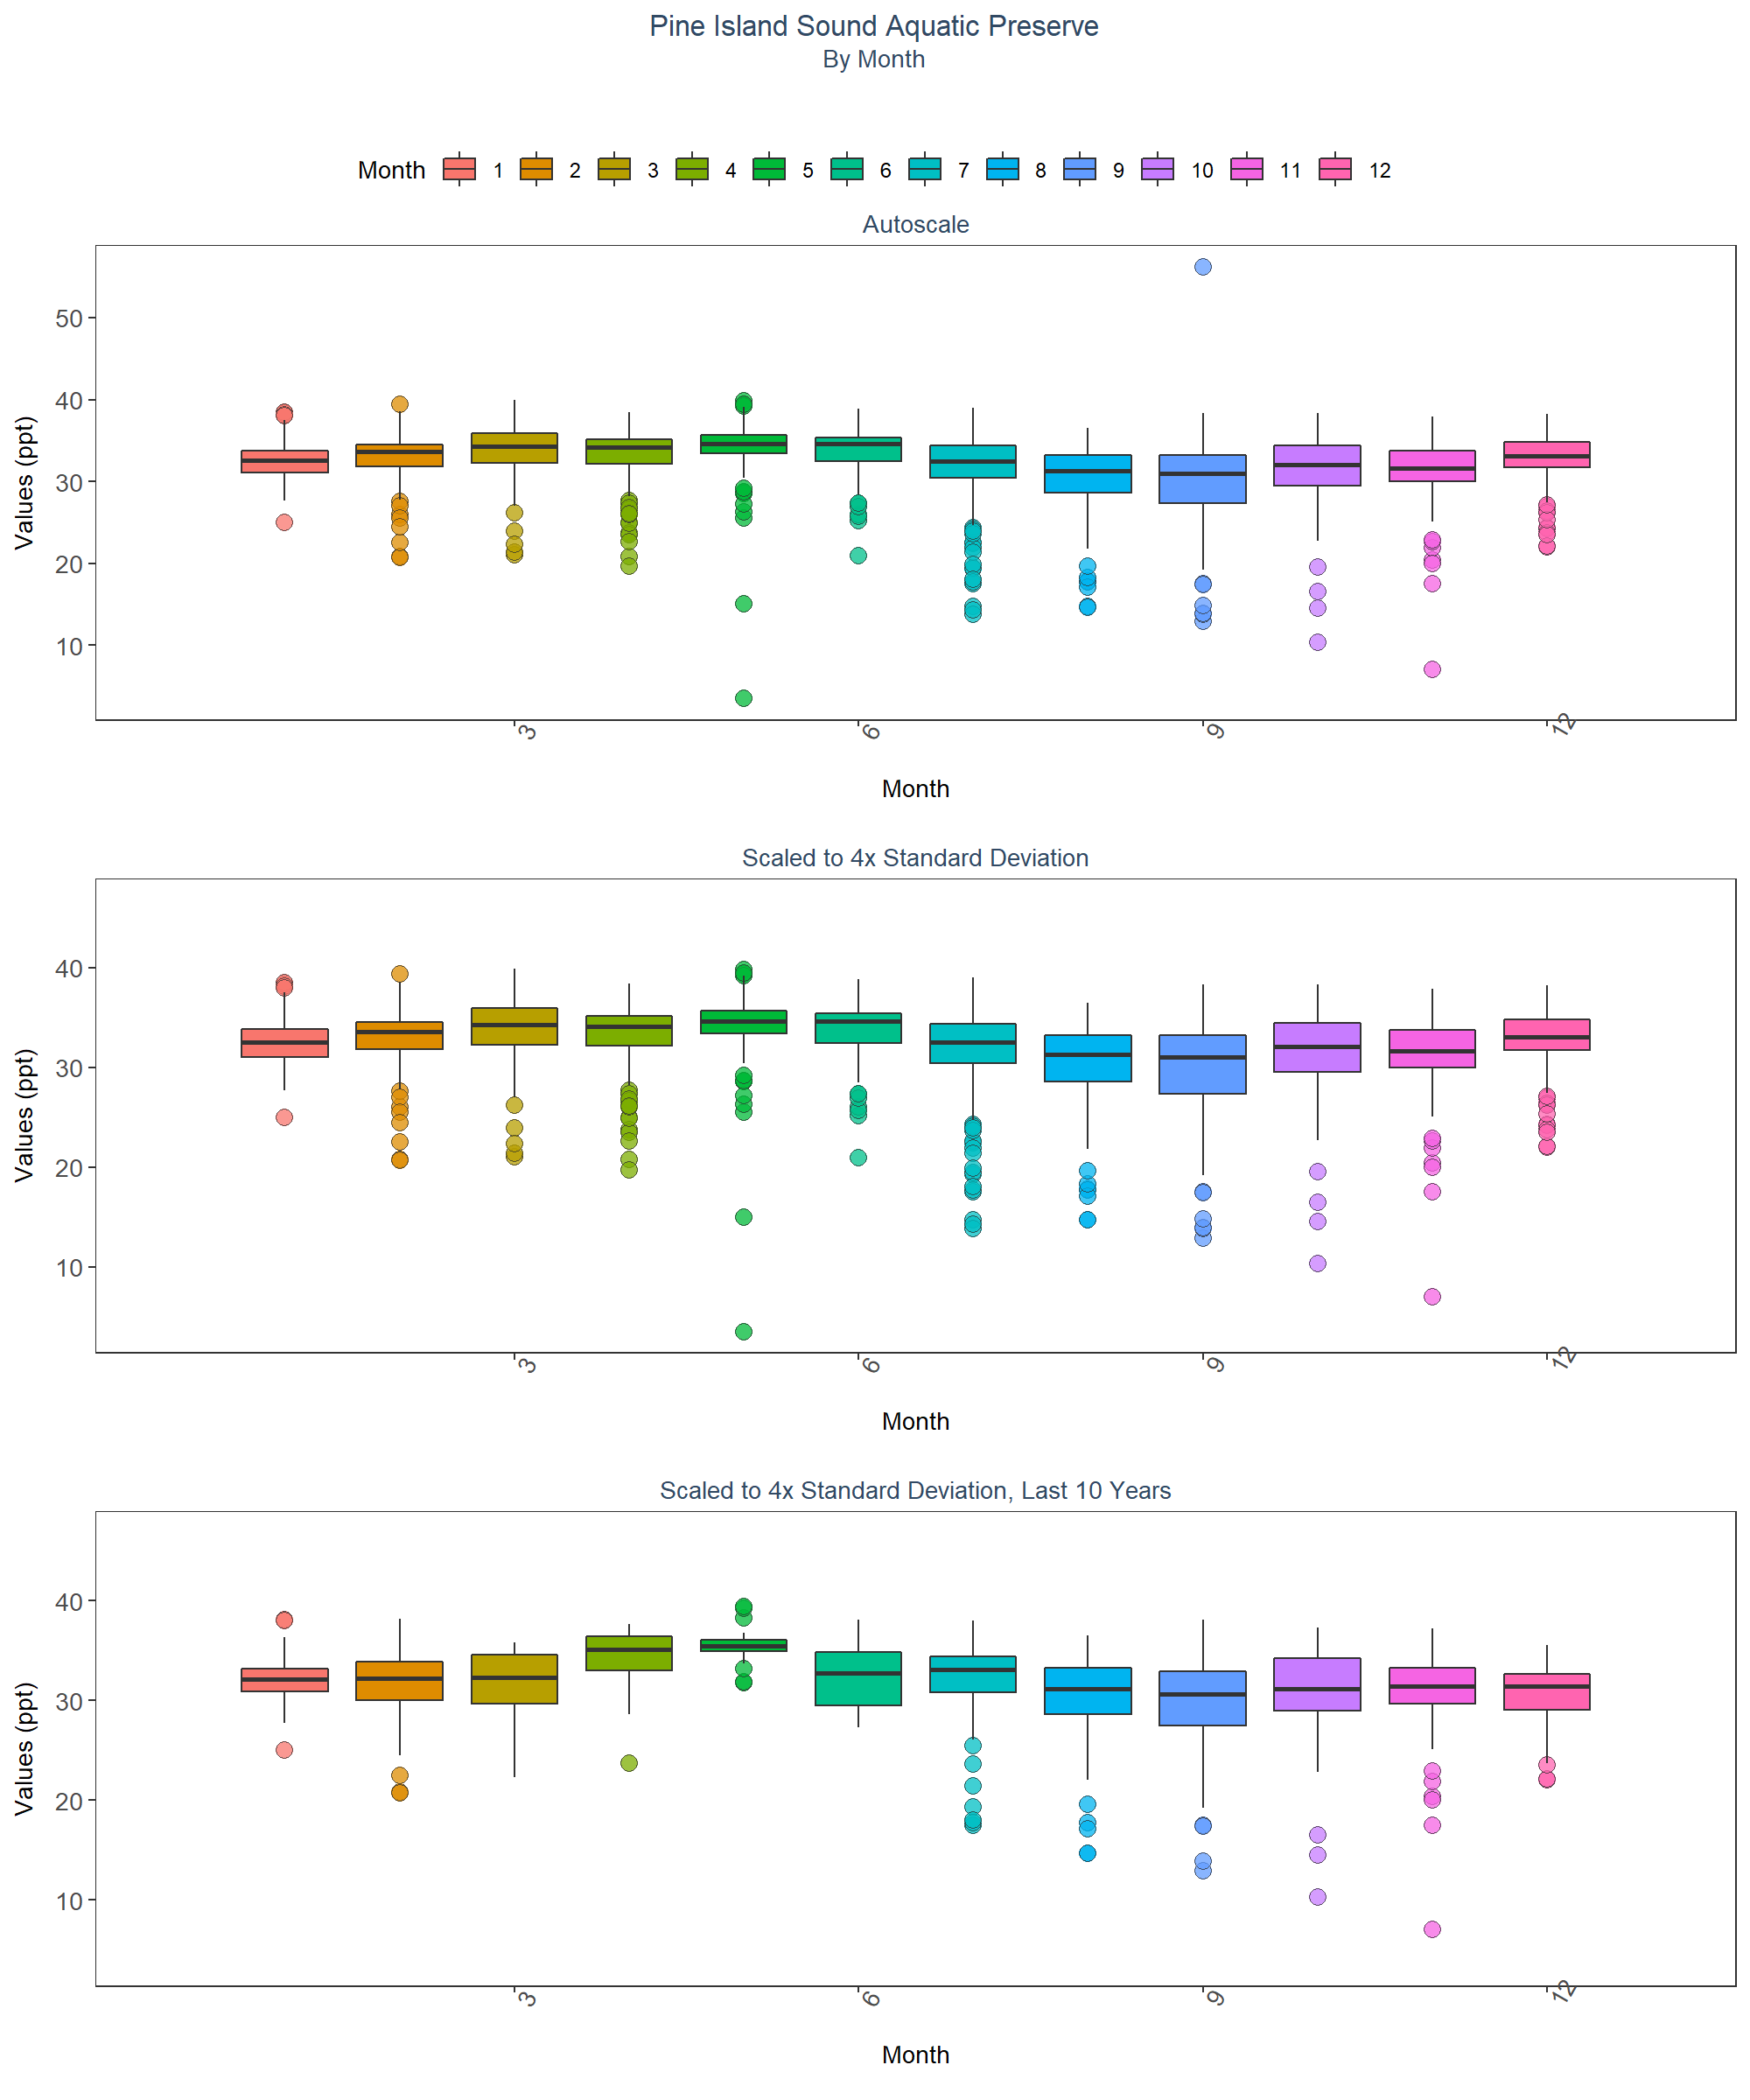 Pine Island Sound Aquatic Preserve
By Month
Month 1 2 3 4 5 6 7 8 9 10 11 12
Autoscale
Values (ppt)
50
40
30
20
10
3 6 9 12
Month
Scaled to 4x Standard Deviation
Values (ppt)
40
30
20
10
3 6 9 12
Month
Scaled to 4x Standard Deviation, Last 10 Years
Values (ppt)
40
30
20
10
3 6 9 12
Month